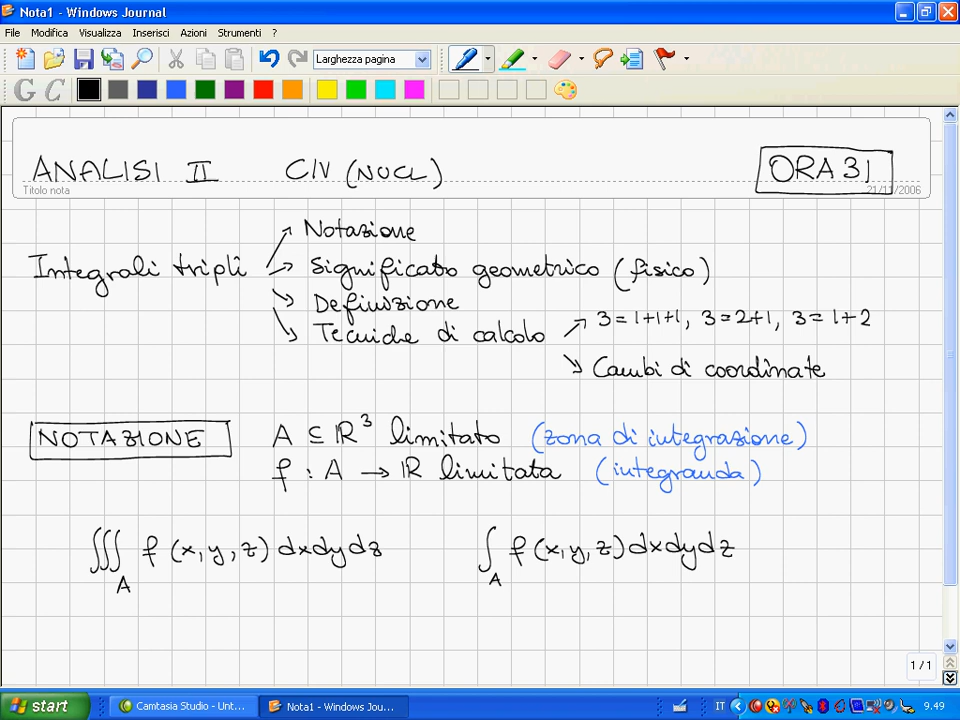 Nota1 - Windows Journal
File Modifica Visualizza Inserisci Azioni Strumenti ?
Larghezza pagina
G C
ANALISI II CIV (NUCL) ORA 31
Titolo nota 21/11/2006
Notazione
Integrali tripli Significato geometrico (fisico)
Definizione
Tecniche di calcolo 3=1+1+1, 3=2+1, 3=1+2
Cambi di coordinate
NOTAZIONE A ⊆ ℝ³ limitato (zona di integrazione)
f : A → ℝ limitata (integranda)
∭_A f (x,y,z) dxdydz ∫_A f (x,y,z) dxdydz
1 / 1
start Camtasia Studio - Unt... Nota1 - Windows Jou... IT 9.49